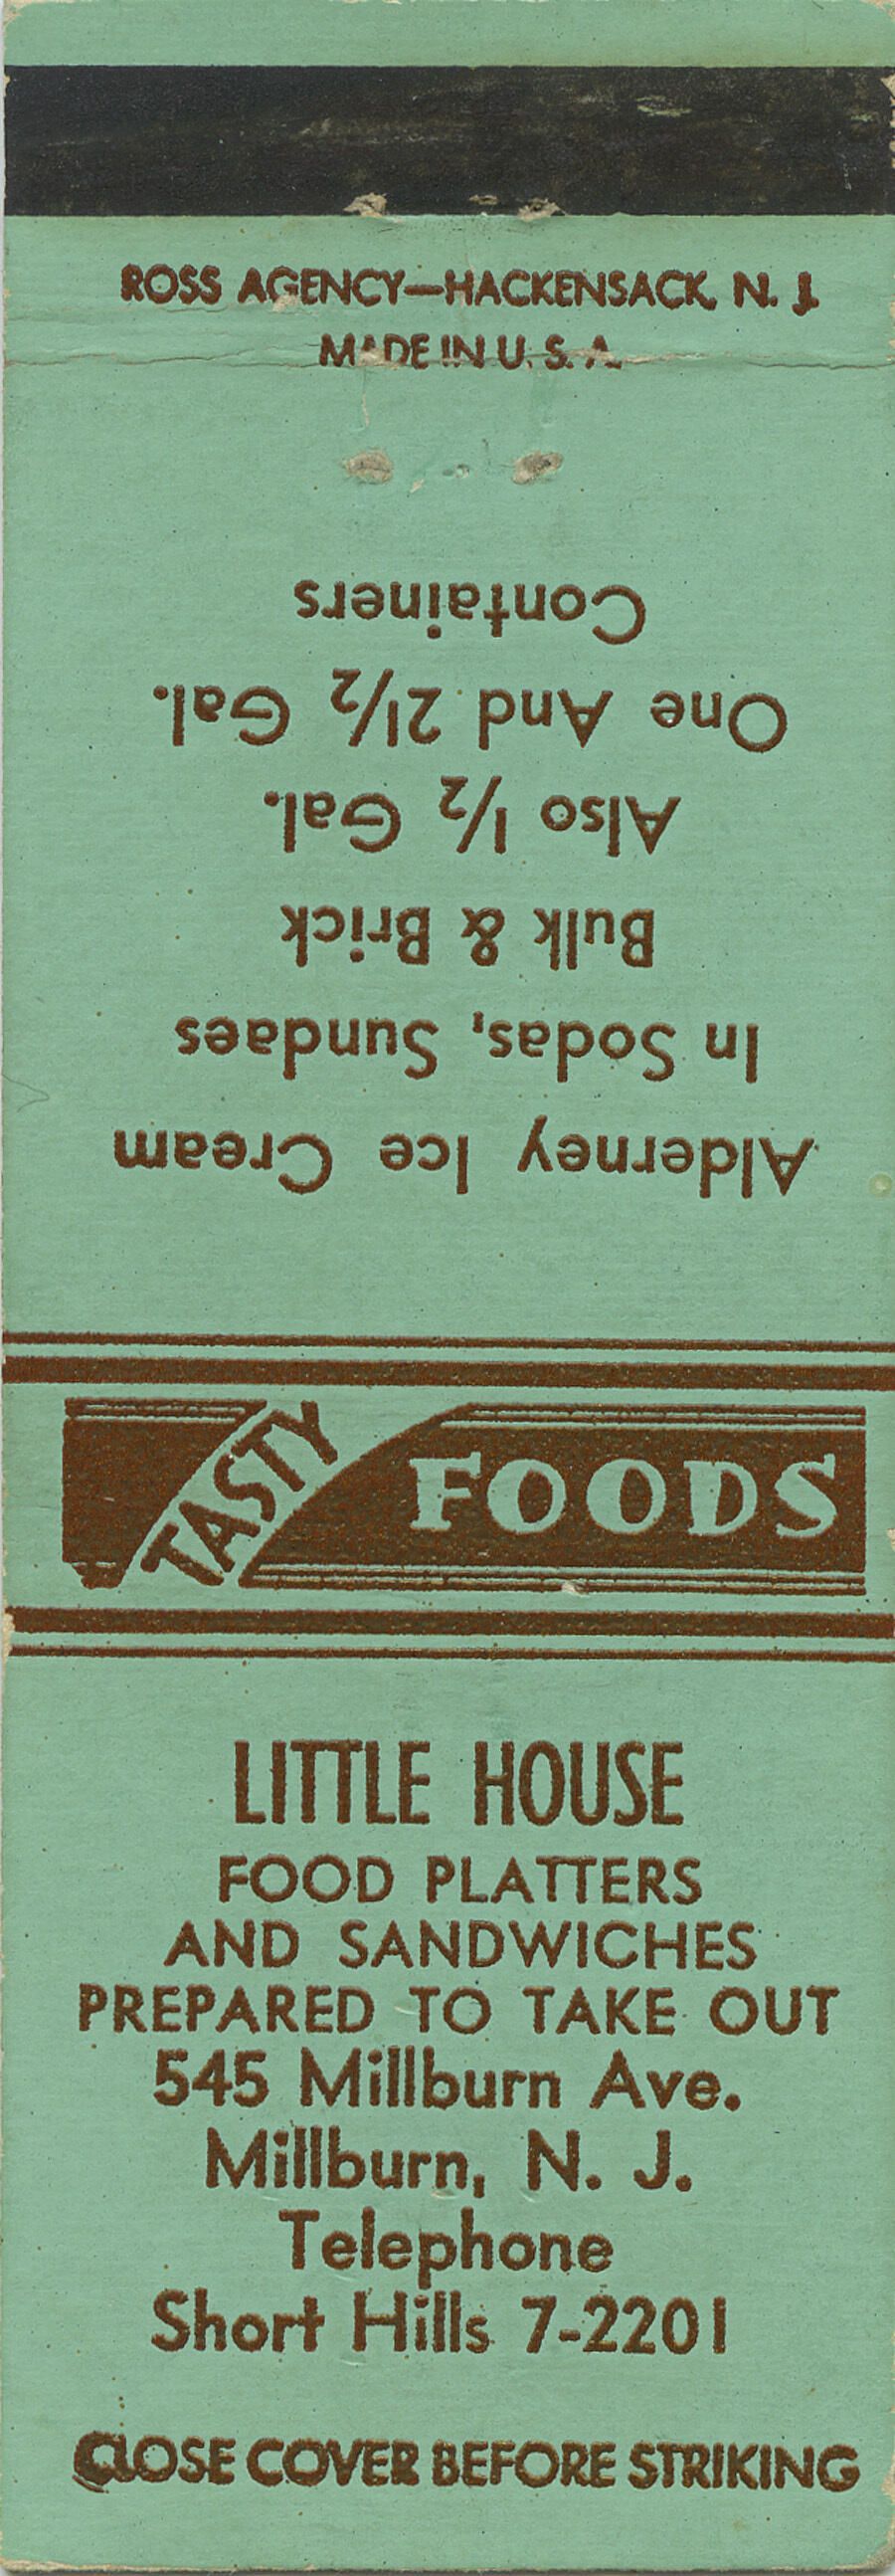 ROSS AGENCY—HACKENSACK, N. J.
MADE IN U. S. A.
Alderney Ice Cream
In Sodas, Sundaes
Bulk & Brick
Also 1/2 Gal.
One And 2 1/2 Gal.
Containers
TASTY FOODS
LITTLE HOUSE
FOOD PLATTERS
AND SANDWICHES
PREPARED TO TAKE OUT
545 Millburn Ave.
Millburn, N. J.
Telephone
Short Hills 7-2201
CLOSE COVER BEFORE STRIKING